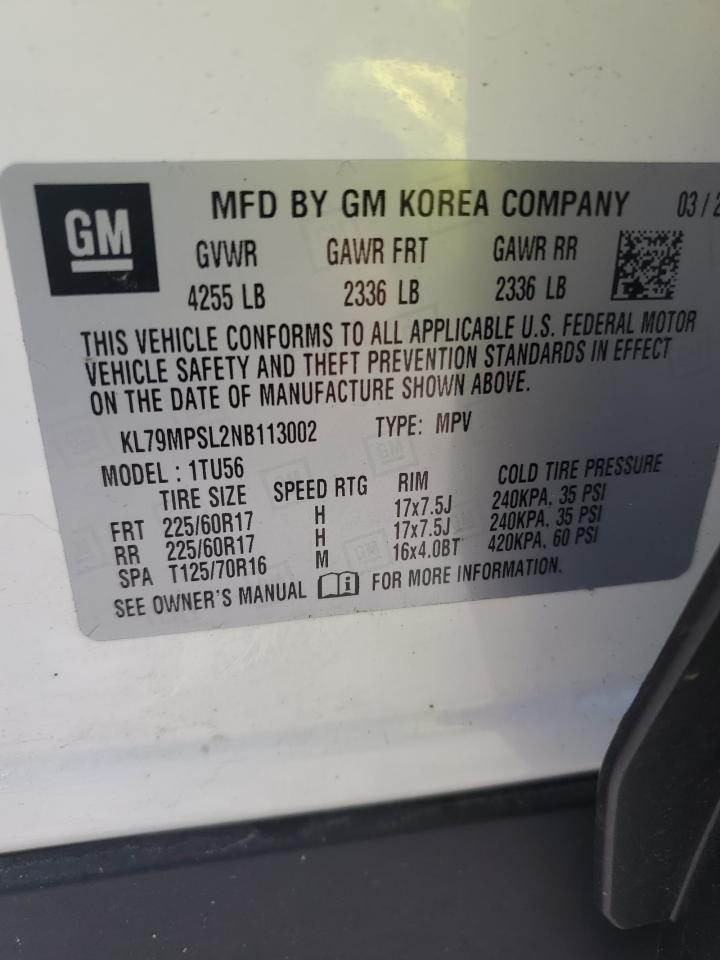 GM
MFD BY GM KOREA COMPANY 03/2
GVWR GAWR FRT GAWR RR
4255 LB 2336 LB 2336 LB
THIS VEHICLE CONFORMS TO ALL APPLICABLE U.S. FEDERAL MOTOR
VEHICLE SAFETY AND THEFT PREVENTION STANDARDS IN EFFECT
ON THE DATE OF MANUFACTURE SHOWN ABOVE.
KL79MPSL2NB113002 TYPE: MPV
MODEL : 1TU56
TIRE SIZE SPEED RTG RIM COLD TIRE PRESSURE
FRT 225/60R17 H 17x7.5J 240KPA, 35 PSI
RR 225/60R17 H 17x7.5J 240KPA, 35 PSI
SPA T125/70R16 M 16x4.0BT 420KPA, 60 PSI
SEE OWNER'S MANUAL FOR MORE INFORMATION.